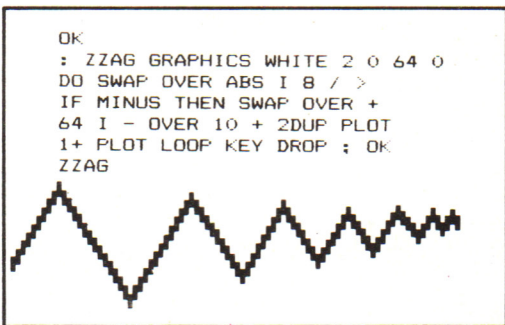 OK
: ZZAG GRAPHICS WHITE 2 0 64 0
DO SWAP OVER ABS I 8 / >
IF MINUS THEN SWAP OVER +
64 I - OVER 10 + 2DUP PLOT
1+ PLOT LOOP KEY DROP ; OK
ZZAG